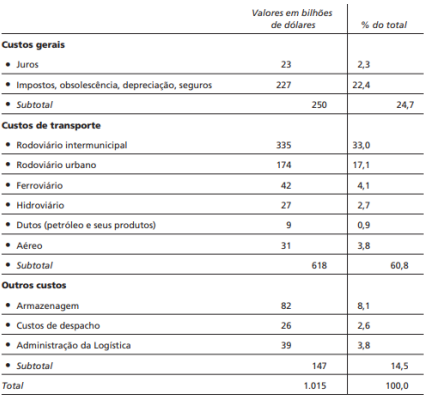 Valores em bilhões
de dólares % do total
Custos gerais
• Juros 23 2,3
• Impostos, obsolescência, depreciação, seguros 227 22,4
• Subtotal 250 24,7
Custos de transporte
• Rodoviário intermunicipal 335 33,0
• Rodoviário urbano 174 17,1
• Ferroviário 42 4,1
• Hidroviário 27 2,7
• Dutos (petróleo e seus produtos) 9 0,9
• Aéreo 31 3,8
• Subtotal 618 60,8
Outros custos
• Armazenagem 82 8,1
• Custos de despacho 26 2,6
• Administração da Logística 39 3,8
• Subtotal 147 14,5
Total 1.015 100,0